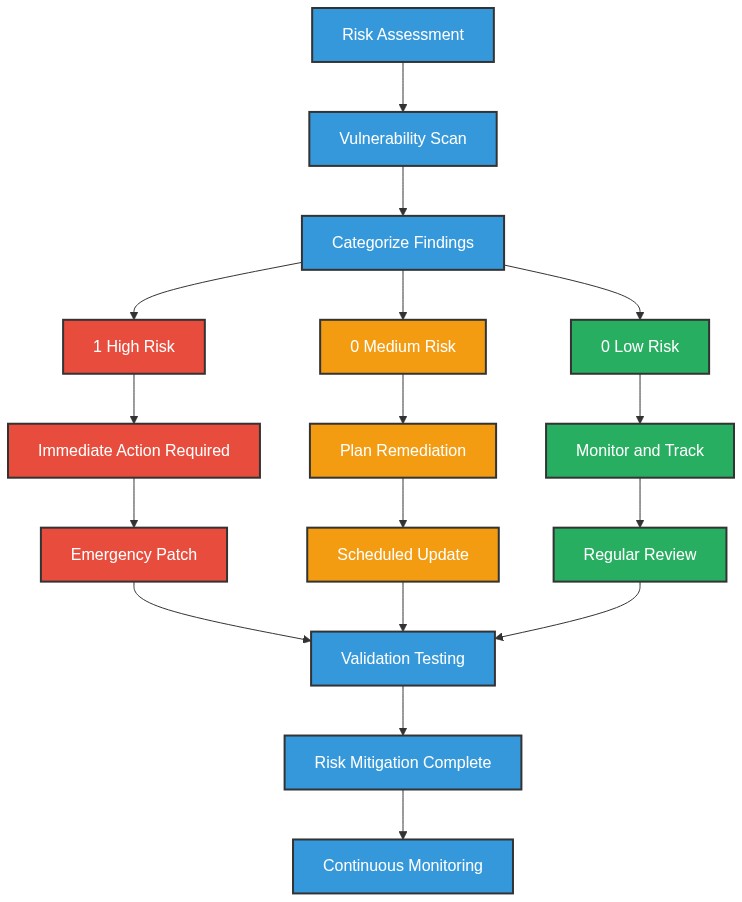 Risk Assessment
Vulnerability Scan
Categorize Findings
1 High Risk
0 Medium Risk
0 Low Risk
Immediate Action Required
Plan Remediation
Monitor and Track
Emergency Patch
Scheduled Update
Regular Review
Validation Testing
Risk Mitigation Complete
Continuous Monitoring